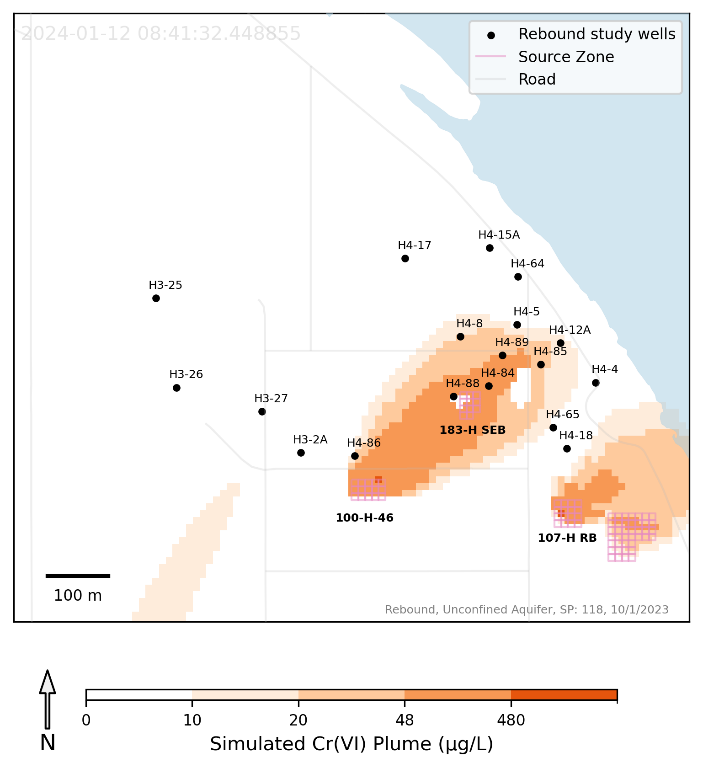 2024-01-12 08:41:32.448855
Rebound study wells
Source Zone
Road
H4-15A
H4-17
H4-64
H3-25
H4-5
H4-8
H4-12A
H4-89
H4-85
H4-4
H3-26
H4-84
H4-88
H3-27
H4-65
183-H SEB
H4-18
H3-2A
H4-86
100-H-46
107-H RB
100 m
Rebound, Unconfined Aquifer, SP: 118, 10/1/2023
0 10 20 48 480
N
Simulated Cr(VI) Plume (µg/L)